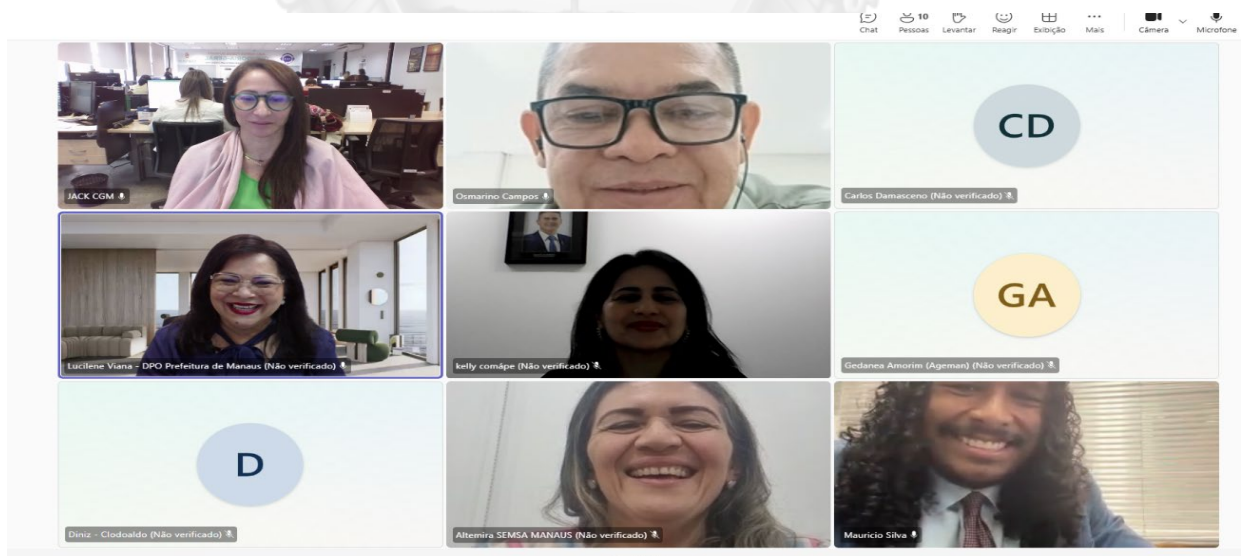 10
Chat Pessoas Levantar Reagir Exibição Mais Câmera Microfone
JACK CGM
Osmarino Campos
CD
Carlos Damasceno (Não verificado)
Lucilene Viana - DPO Prefeitura de Manaus (Não verificado)
kelly comápe (Não verificado)
GA
Gedanea Amorim (Ageman) (Não verificado)
D
Diniz - Clodoaldo (Não verificado)
Altemira SEMSA MANAUS (Não verificado)
Mauricio Silva